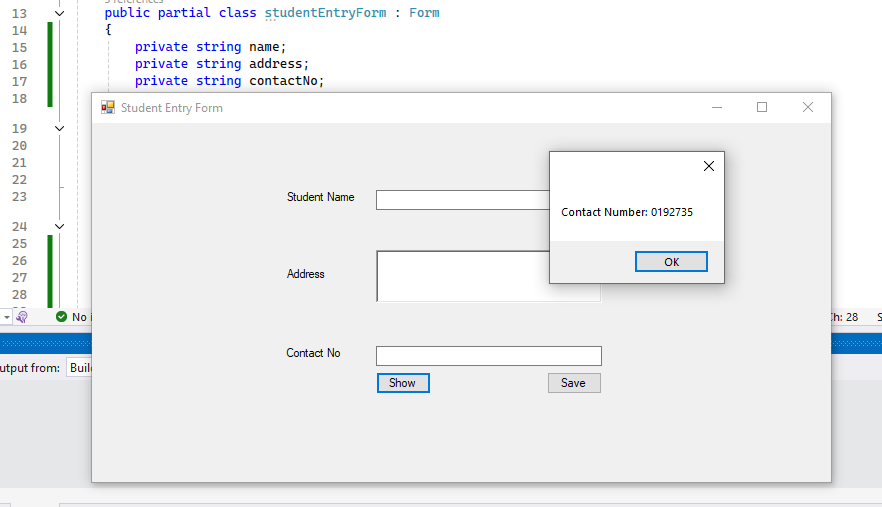 3 references
13 public partial class studentEntryForm : Form
14 {
15 private string name;
16 private string address;
17 private string contactNo;
18
Student Entry Form
19
20
21
22
23
24
25
26
27
28
Student Name
Contact Number: 0192735
OK
Address
Contact No
Show Save
No
Ch: 28
utput from: Buil